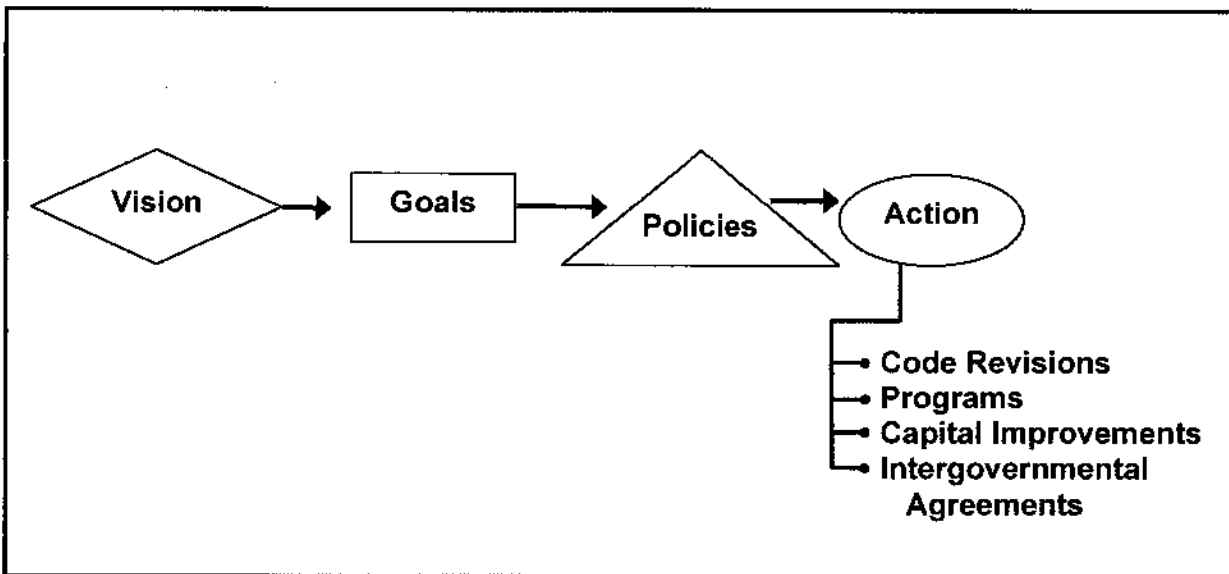 Vision
Goals
Policies
Action
Code Revisions
Programs
Capital Improvements
Intergovernmental
Agreements